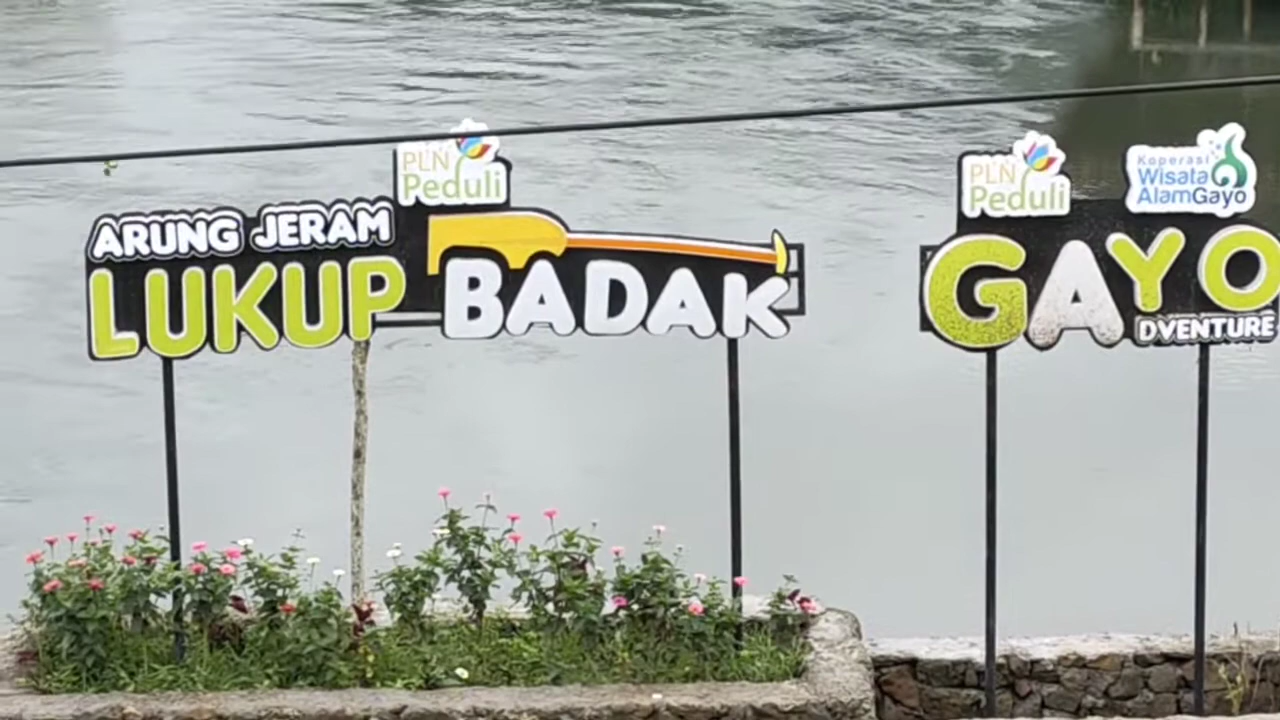 PLN
Peduli
ARUNG JERAM
LUKUP BADAK
PLN
Peduli
Koperasi
Wisata
AlamGayo
GAYO
DVENTURE